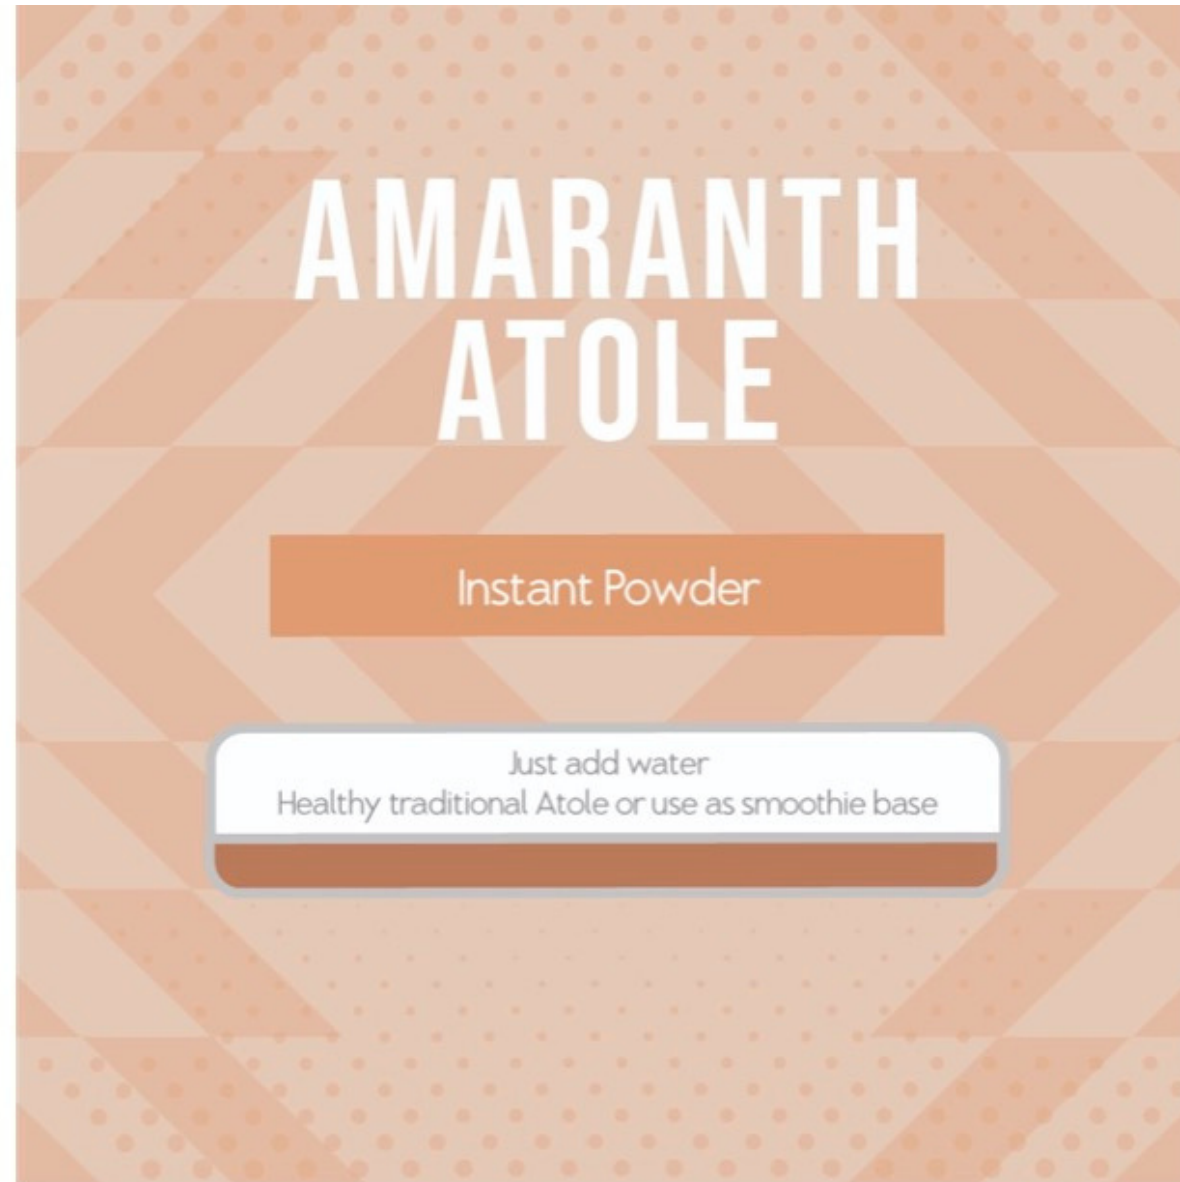 AMARANTH
ATOLE
Instant Powder
Just add water
Healthy traditional Atole or use as smoothie base